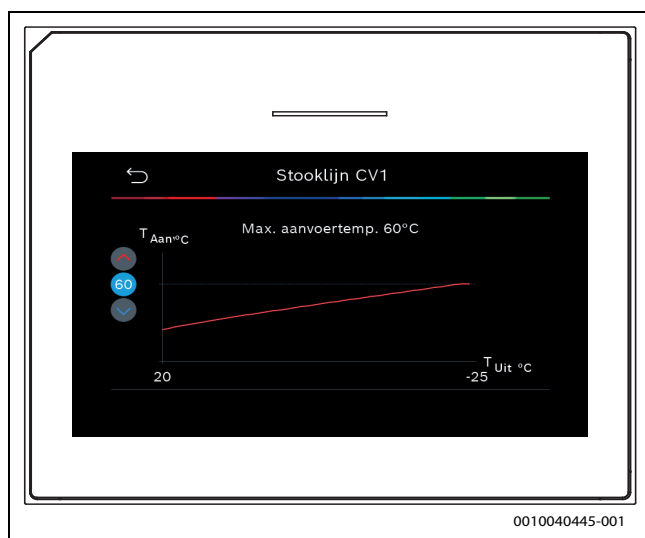 Stooklijn CV1
Max. aanvoertemp. 60°C
T Aan °C
60
20
-25
T Uit °C
0010040445-001